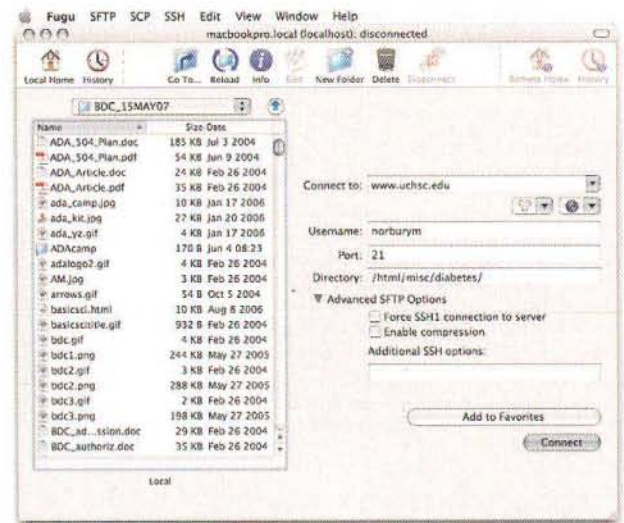 Fugu SFTP SCP SSH Edit View Window Help
macbookpro.local (localhost): disconnected
Local Home History Go To... Reload Info Edit New Folder Delete Disconnect Remote Home History
BDC_15MAY07
Name Size Date
ADA_504_Plan.doc 185 KB Jul 3 2004
ADA_504_Plan.pdf 54 KB Jun 9 2004
ADA_Article.doc 24 KB Feb 26 2004
ADA_Article.pdf 35 KB Feb 26 2004
ada_camp.jpg 10 KB Jan 17 2006
ada_kit.jpg 27 KB Jan 20 2006
ada_yz.gif 4 KB Jan 17 2006
ADAcamp 170 B Jun 4 08:23
adalogo2.gif 4 KB Feb 26 2004
AM.jpg 3 KB Feb 26 2004
arrows.gif 54 B Oct 5 2004
basicsci.html 10 KB Aug 8 2006
basicscititle.gif 932 B Feb 26 2004
bdc.gif 4 KB Feb 26 2004
bdc1.png 244 KB May 27 2005
bdc2.gif 3 KB Feb 26 2004
bdc2.png 288 KB May 27 2005
bdc3.gif 2 KB Feb 26 2004
bdc3.png 198 KB May 27 2005
BDC_ad...ssion.doc 29 KB Feb 26 2004
BDC_authoriz.doc 35 KB Feb 26 2004
Local
Connect to: www.uchsc.edu
Username: norburym
Port: 21
Directory: /html/misc/diabetes/
Advanced SFTP Options
Force SSH1 connection to server
Enable compression
Additional SSH options:
Add to Favorites
Connect